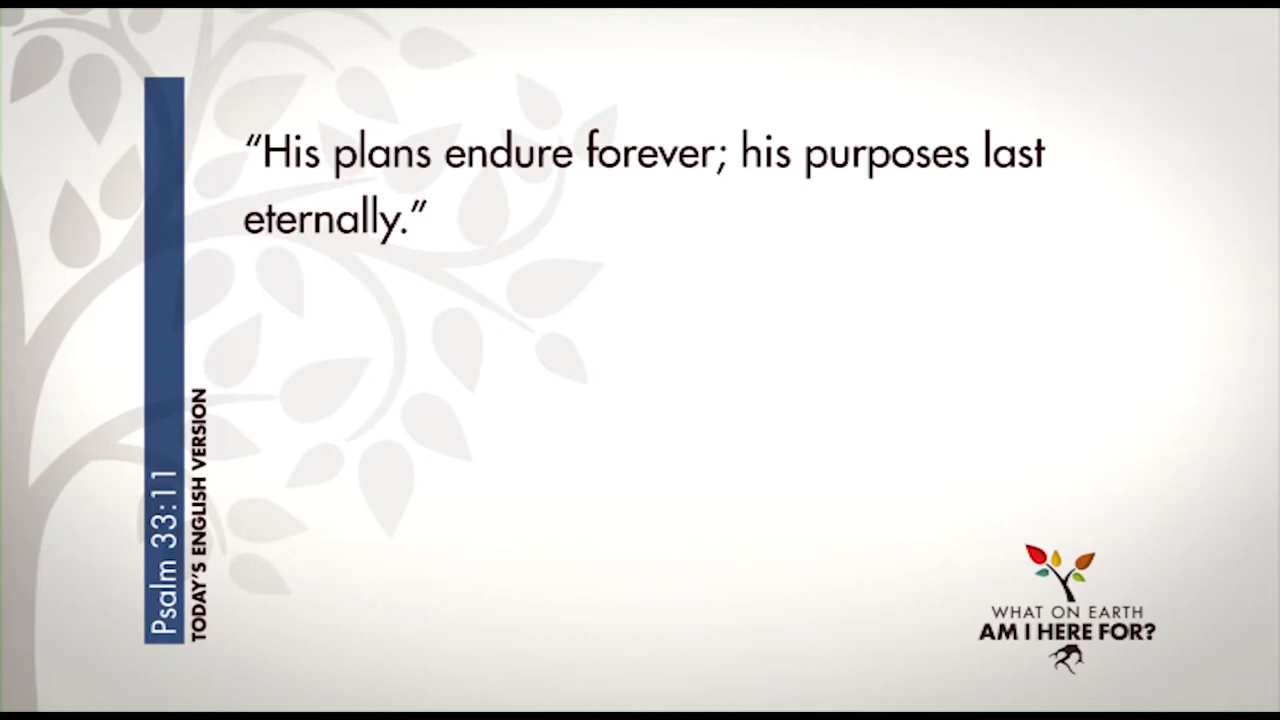 “His plans endure forever; his purposes last
eternally.”
Psalm 33:11
TODAY’S ENGLISH VERSION
WHAT ON EARTH
AM I HERE FOR?